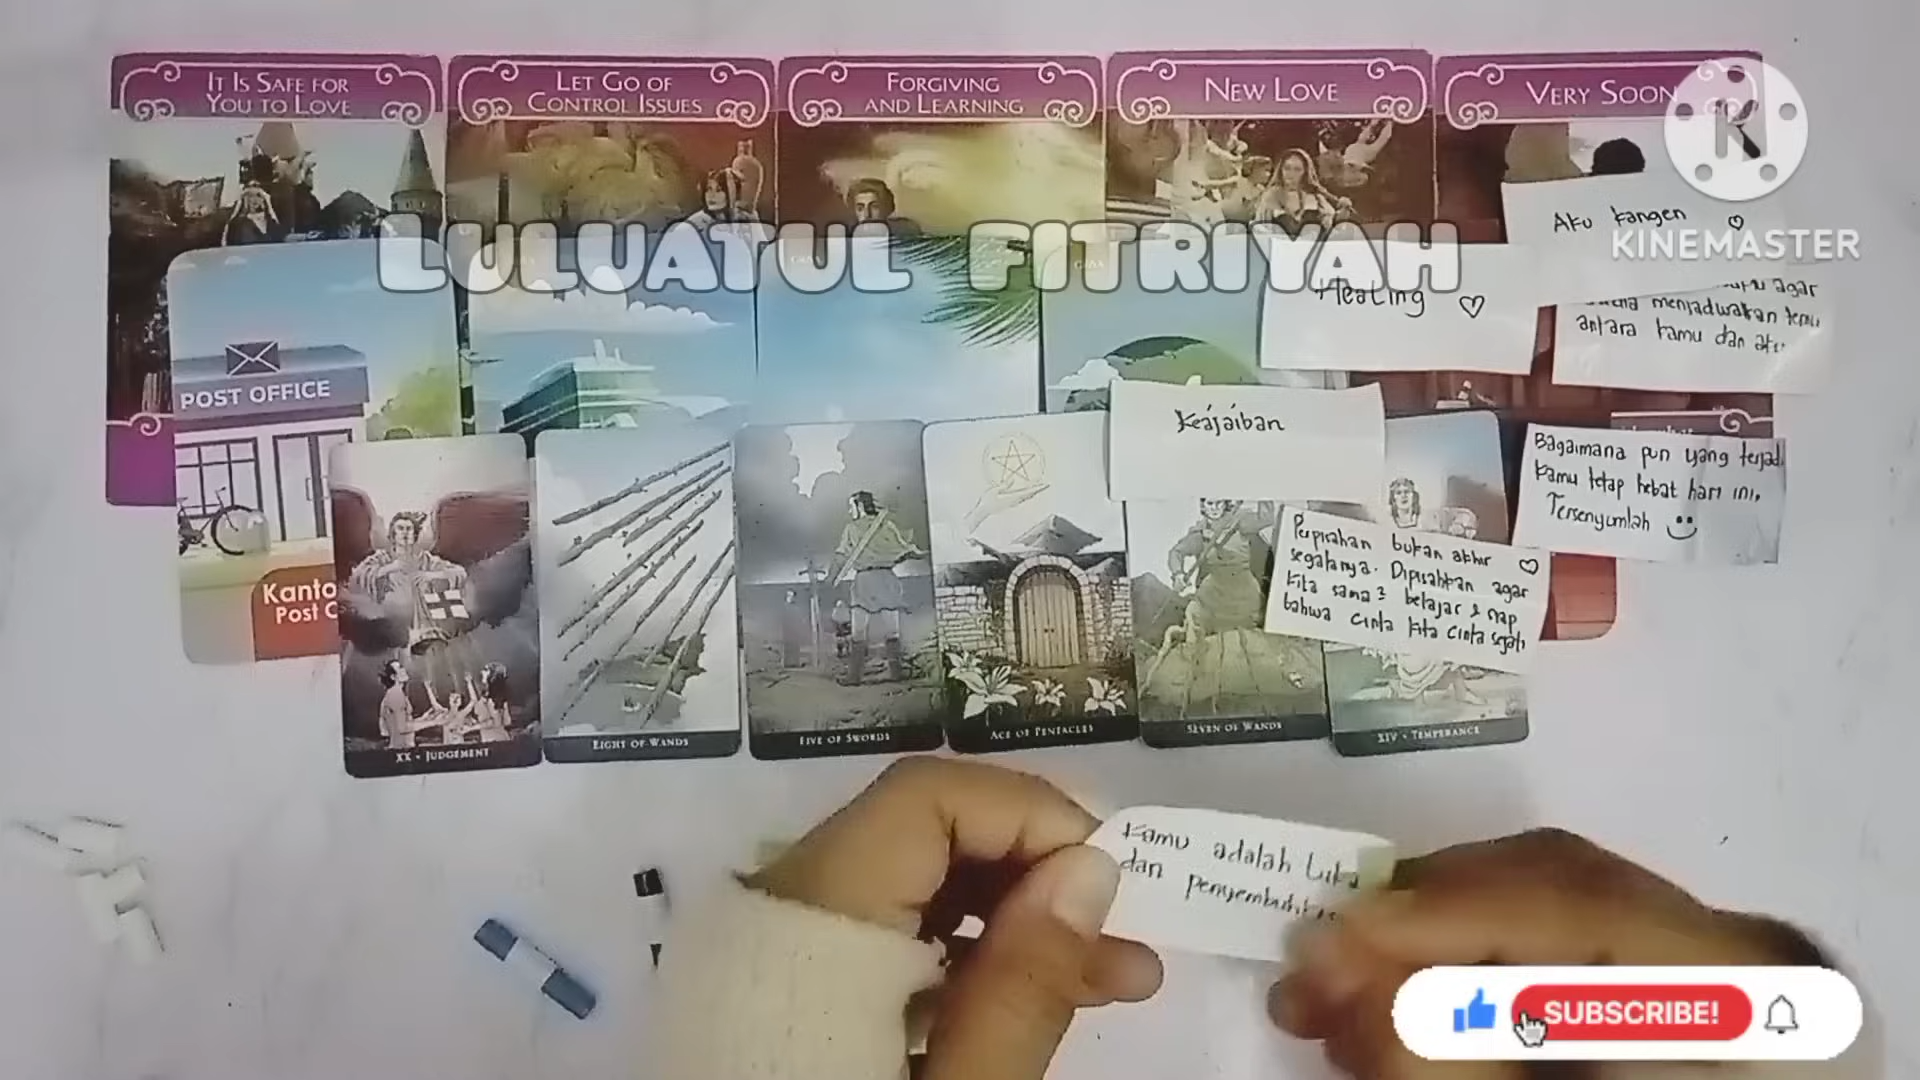 IT IS SAFE FOR
YOU TO LOVE
LET GO OF
CONTROL ISSUES
FORGIVING
AND LEARNING
NEW LOVE
VERY SOON
K
KINEMASTER
LULUATUL FITRIYAH
Aku kangen
Healing
agar
menjadwalkan temu
antara kamu dan aku
POST OFFICE
Kanto
Post
Keajaiban
Bagaimana pun yang terjadi
kamu tetap hebat hari ini,
Tersenyumlah
Perpisahan bukan akhir
segalanya. Dipisahkan agar
kita sama2 belajar & siap
bahwa cinta kita cinta sejati
XX • JUDGEMENT
EIGHT OF WANDS
FIVE OF SWORDS
ACE OF PENTACLES
SEVEN OF WANDS
XIV • TEMPERANCE
Kamu adalah luka
dan
SUBSCRIBE!